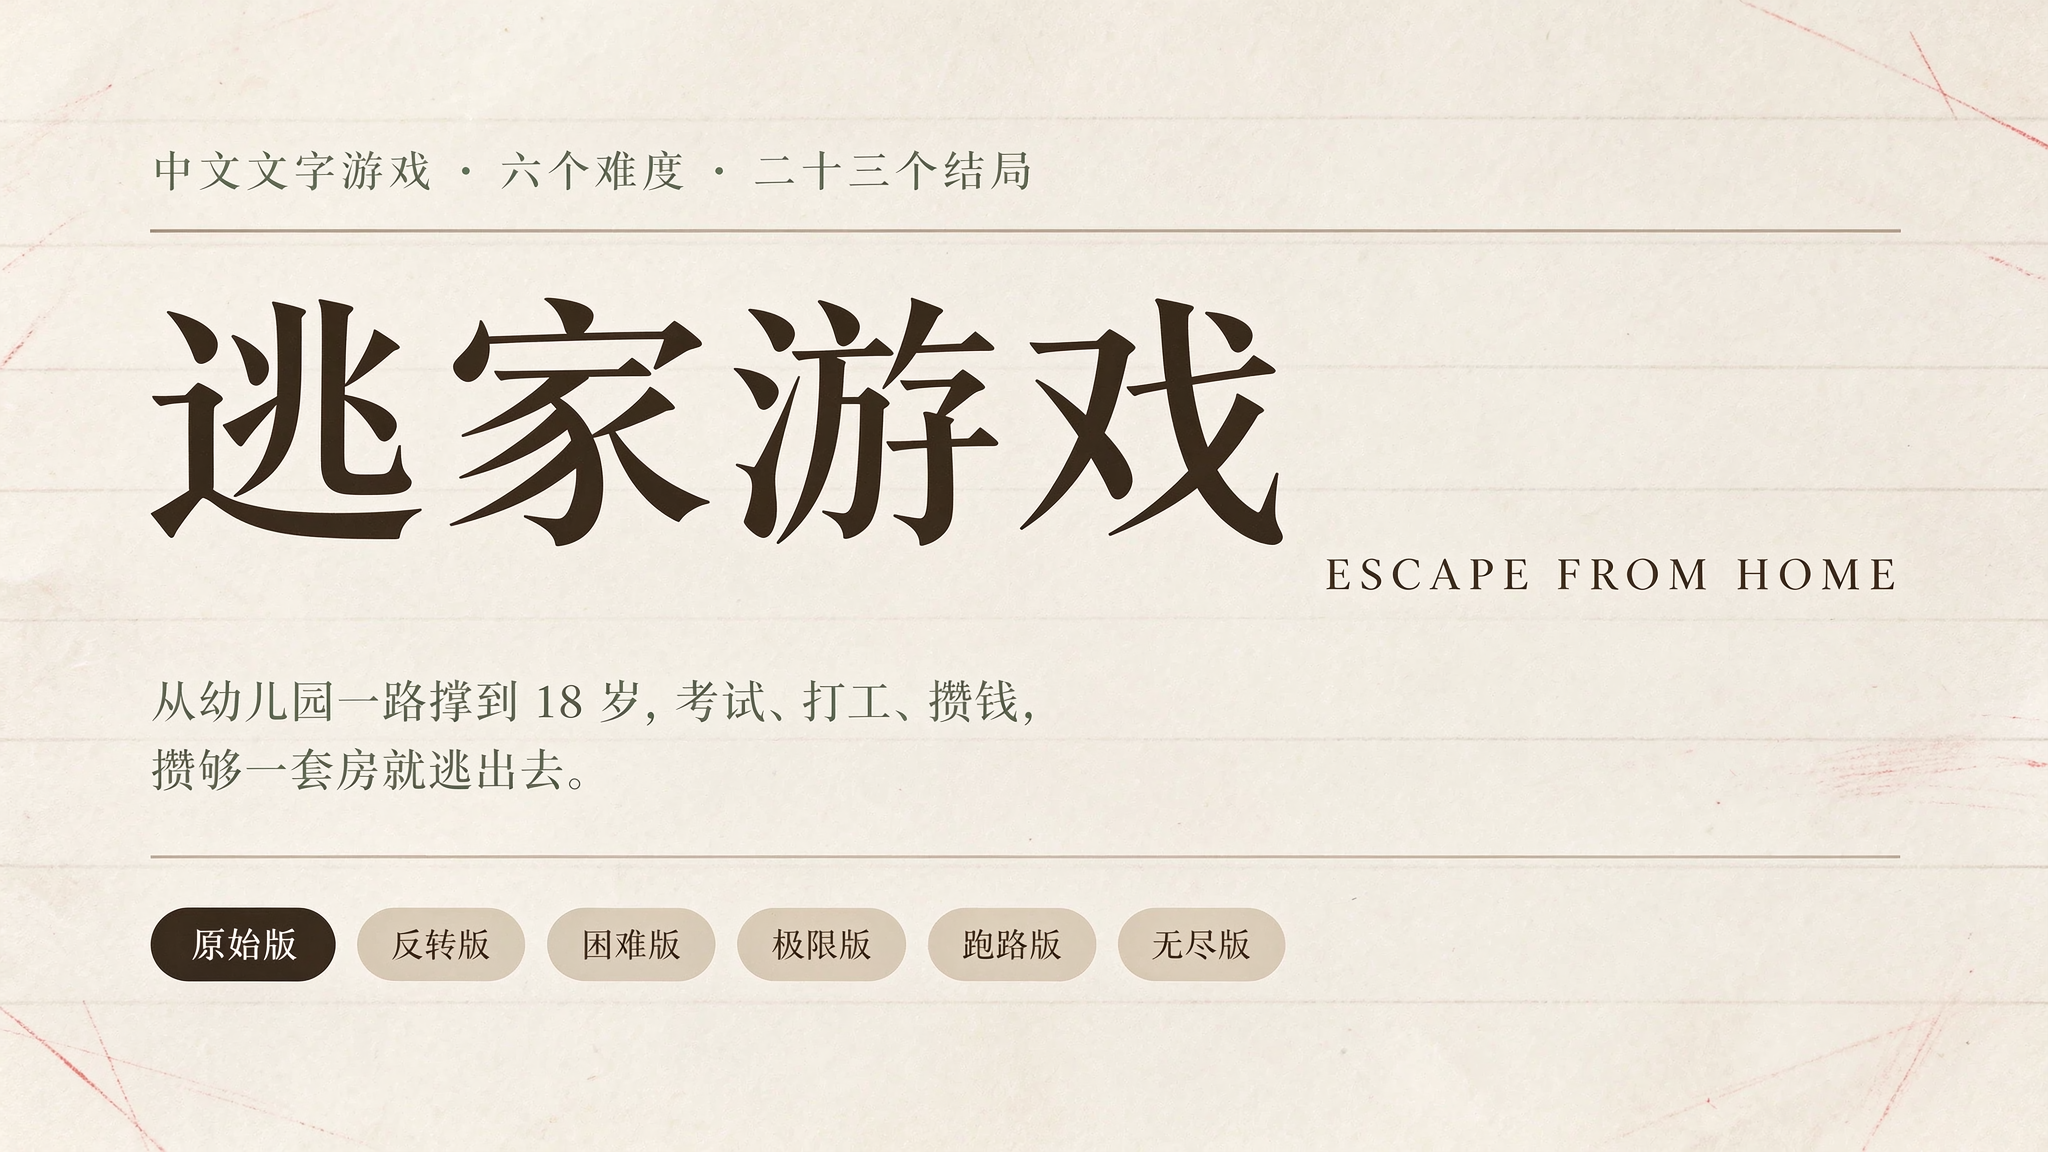 中文文字游戏 · 六个难度 · 二十三个结局
逃家游戏
ESCAPE FROM HOME
从幼儿园一路撑到 18 岁, 考试、打工、攒钱,
攒够一套房就逃出去。
原始版 反转版 困难版 极限版 跑路版 无尽版